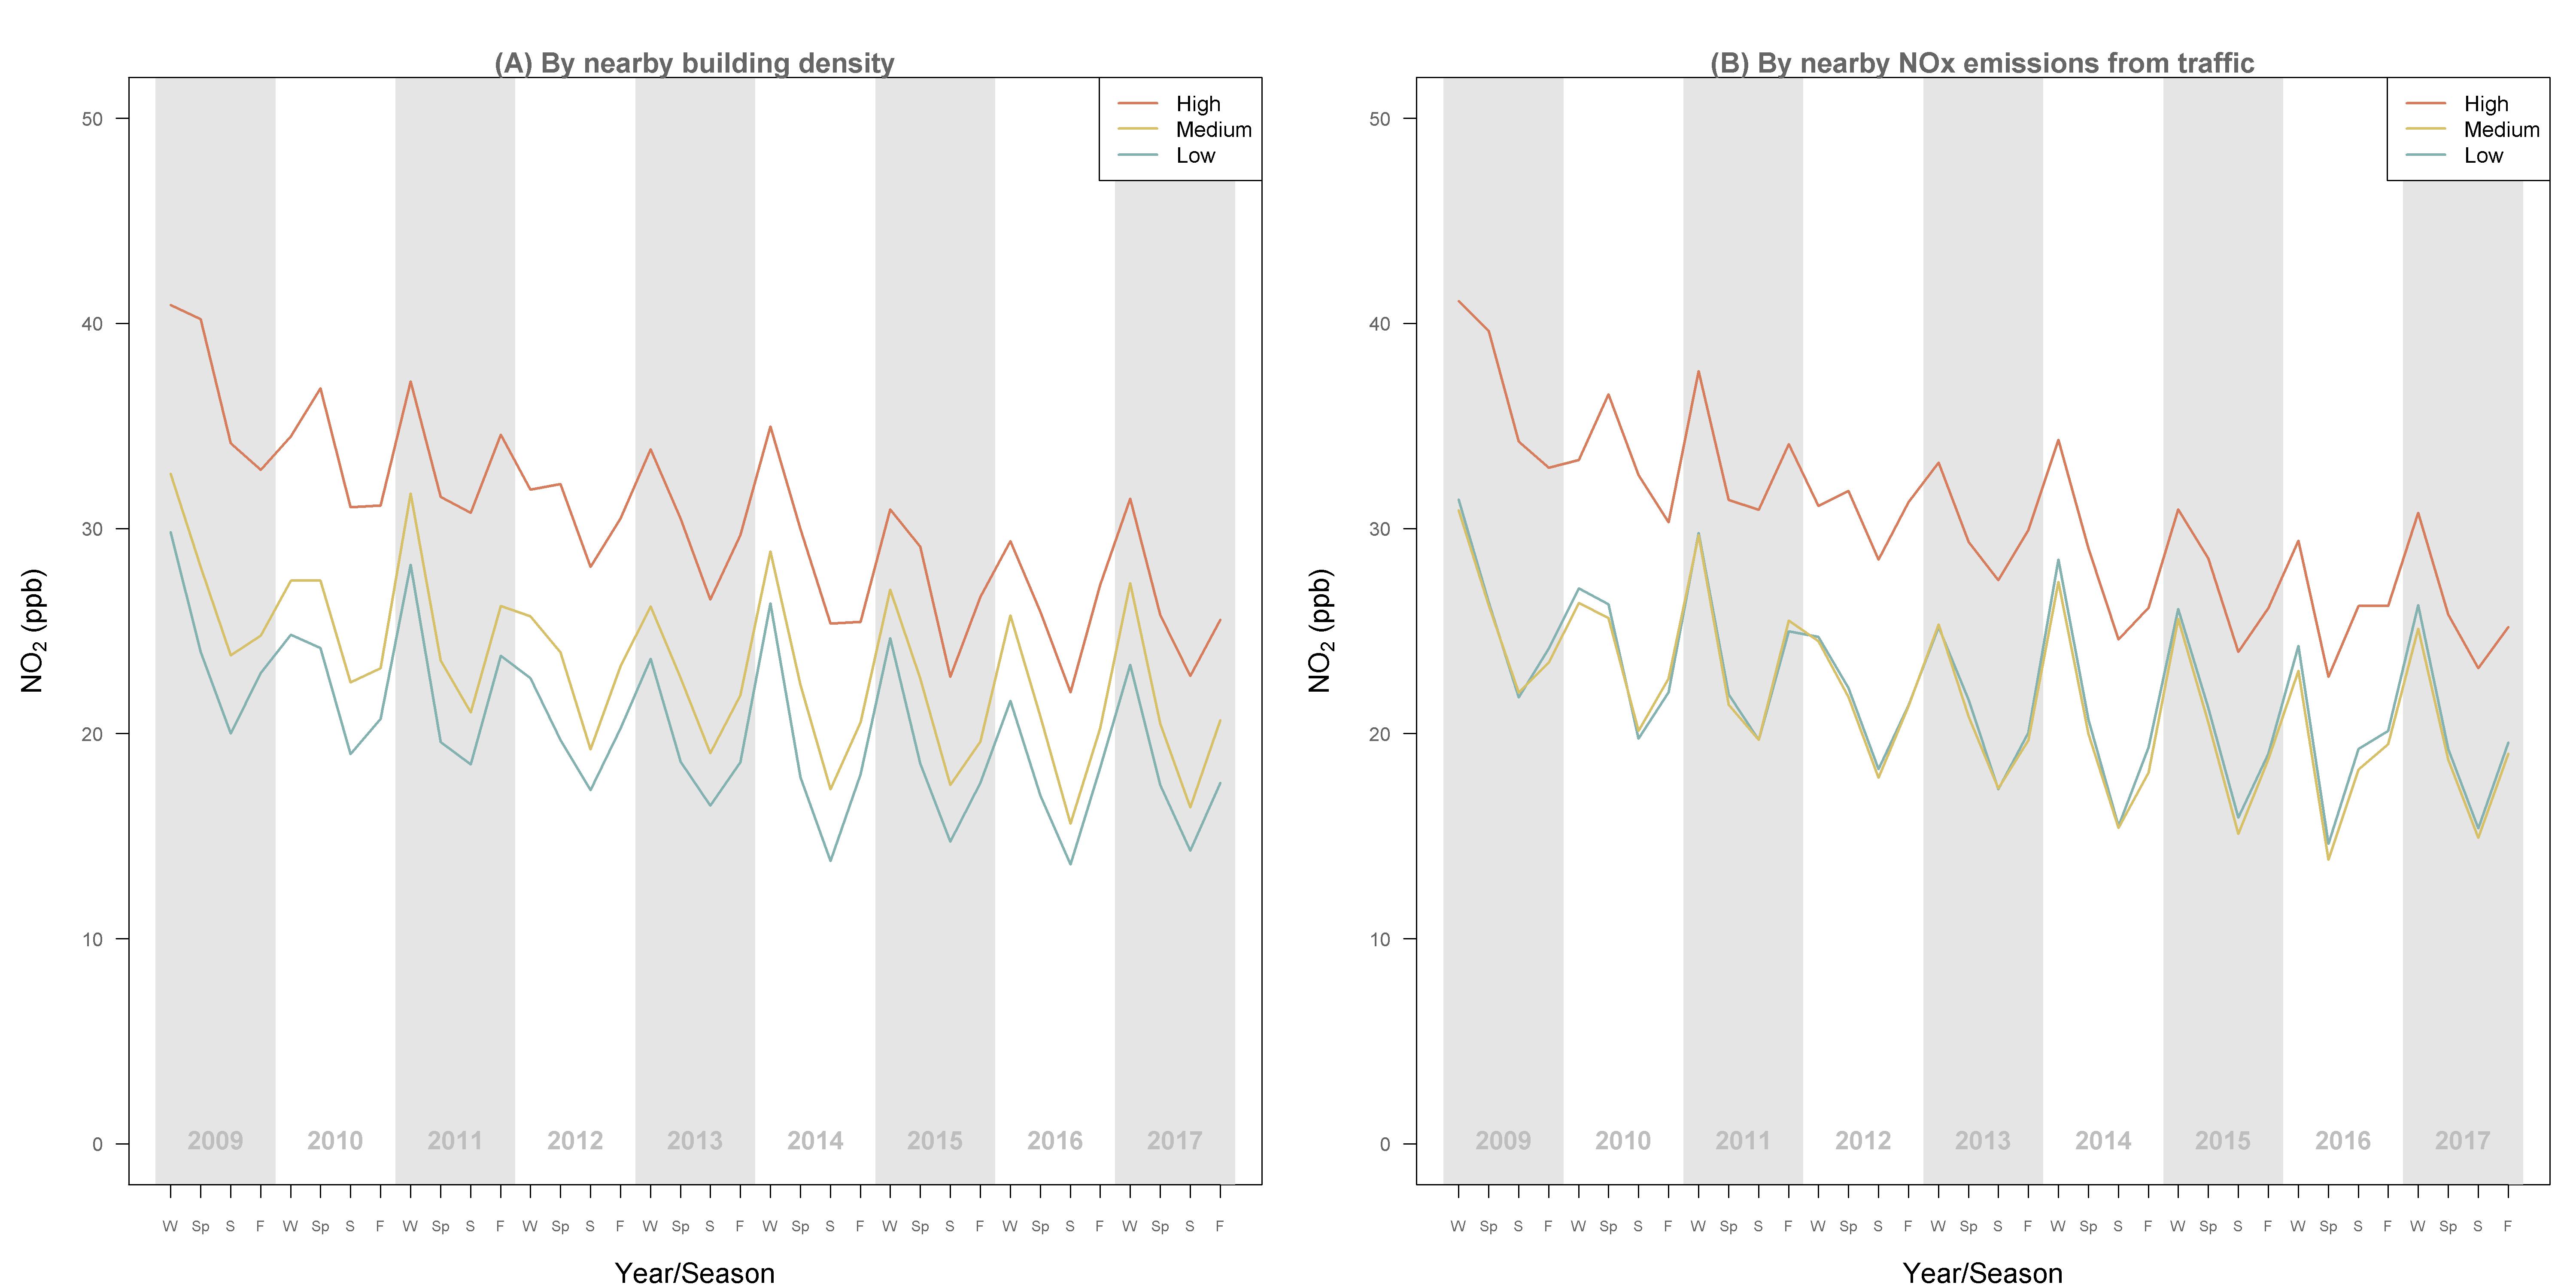 (A) By nearby building density
High
Medium
Low
50
40
30
20
10
0
NO₂ (ppb)
2009 2010 2011 2012 2013 2014 2015 2016 2017
W Sp S F W Sp S F W Sp S F W Sp S F W Sp S F W Sp S F W Sp S F W Sp S F W Sp S F
Year/Season
(B) By nearby NOx emissions from traffic
High
Medium
Low
50
40
30
20
10
0
NO₂ (ppb)
2009 2010 2011 2012 2013 2014 2015 2016 2017
W Sp S F W Sp S F W Sp S F W Sp S F W Sp S F W Sp S F W Sp S F W Sp S F W Sp S F
Year/Season